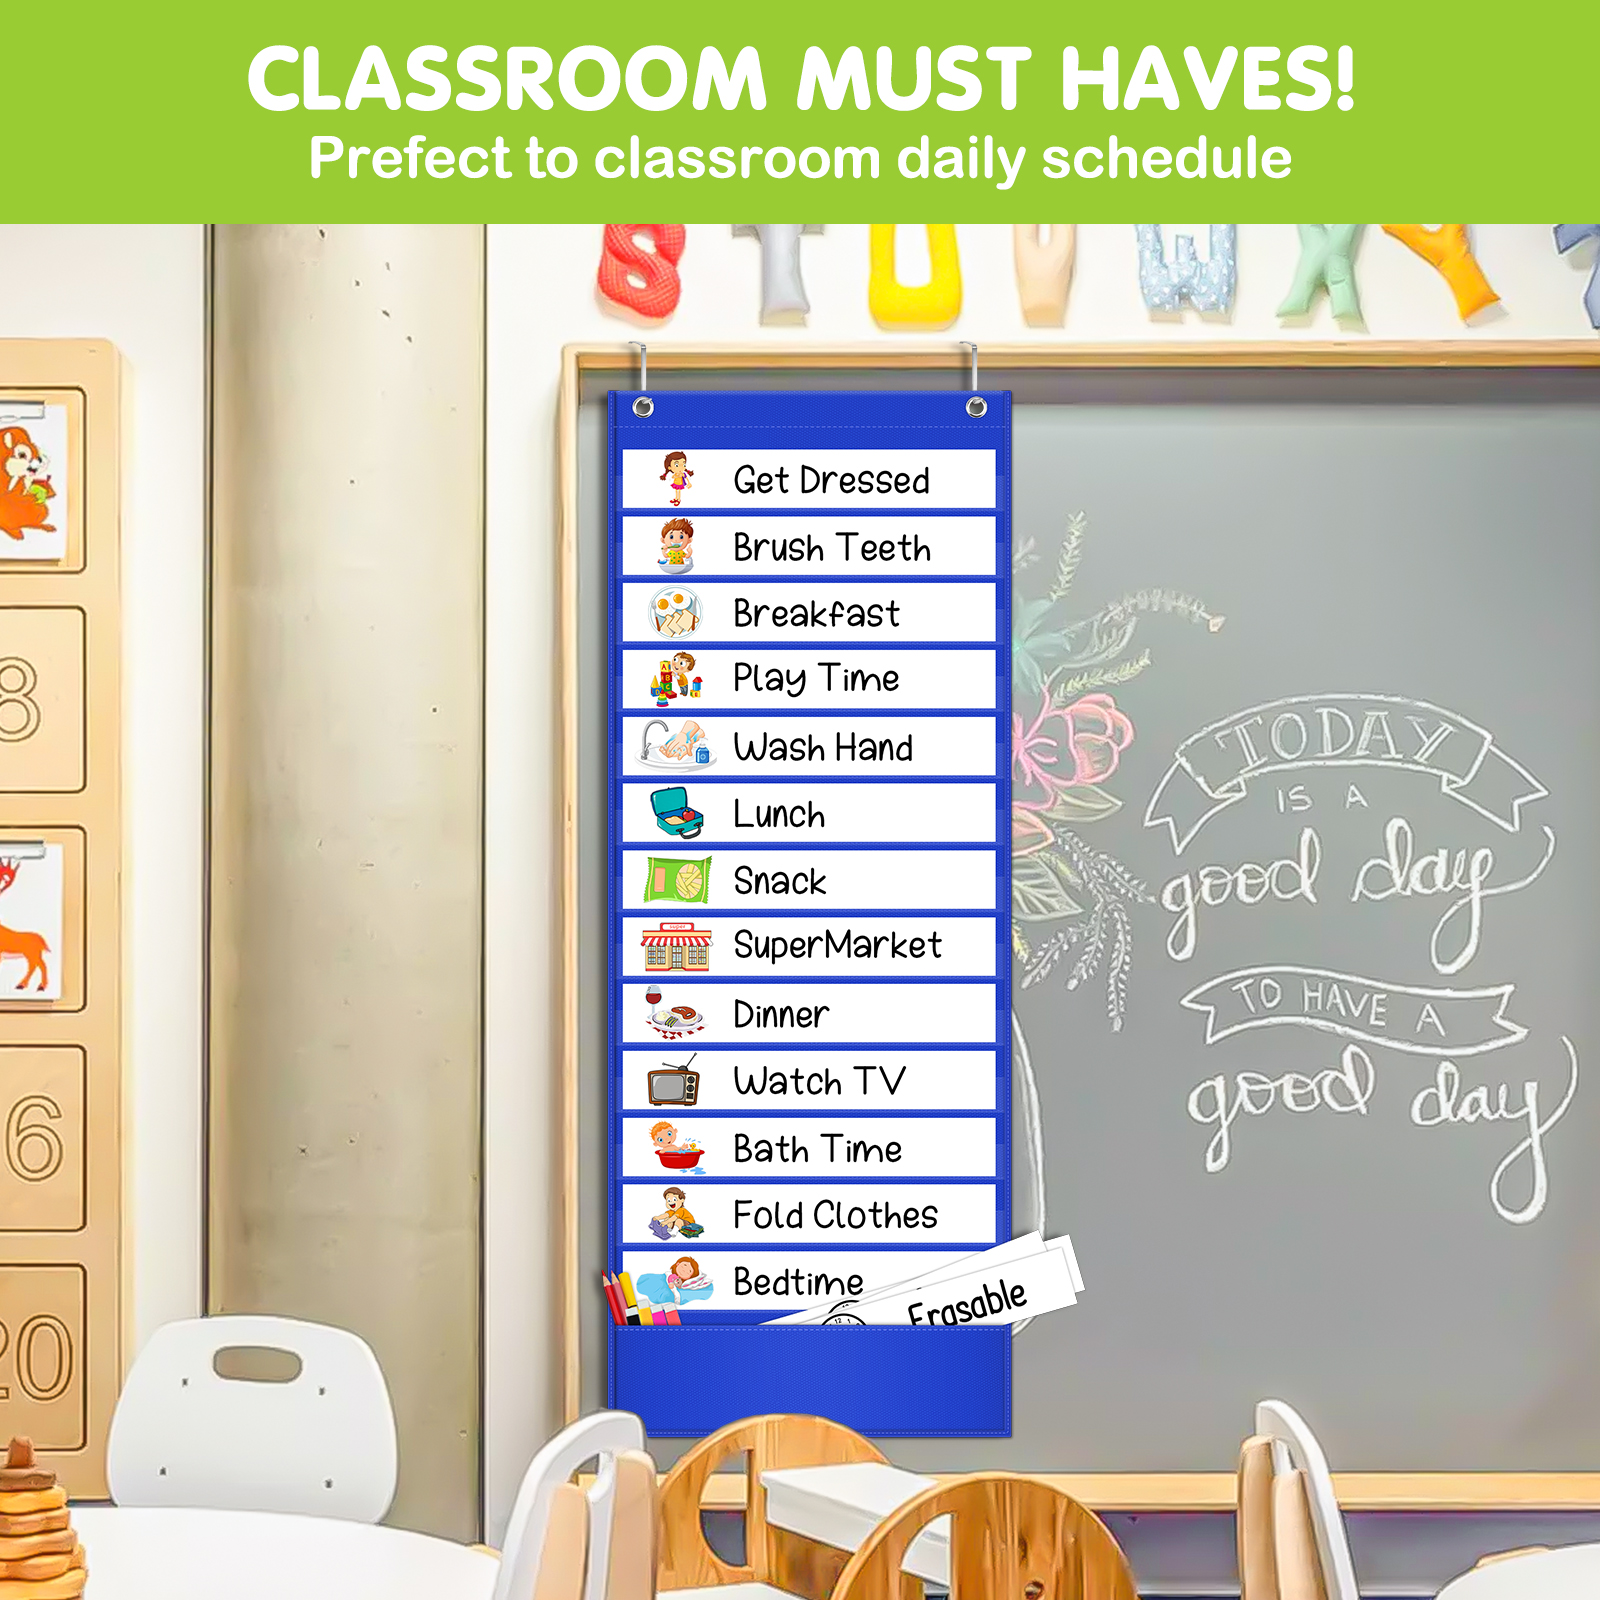 CLASSROOM MUST HAVES!
Prefect to classroom daily schedule
S T U V W X Y
Get Dressed
Brush Teeth
Breakfast
Play Time
Wash Hand
Lunch
Snack
super
SuperMarket
Dinner
Watch TV
Bath Time
Fold Clothes
Bedtime
Erasable
TODAY
IS A
good day
TO HAVE A
good day
8
6
20